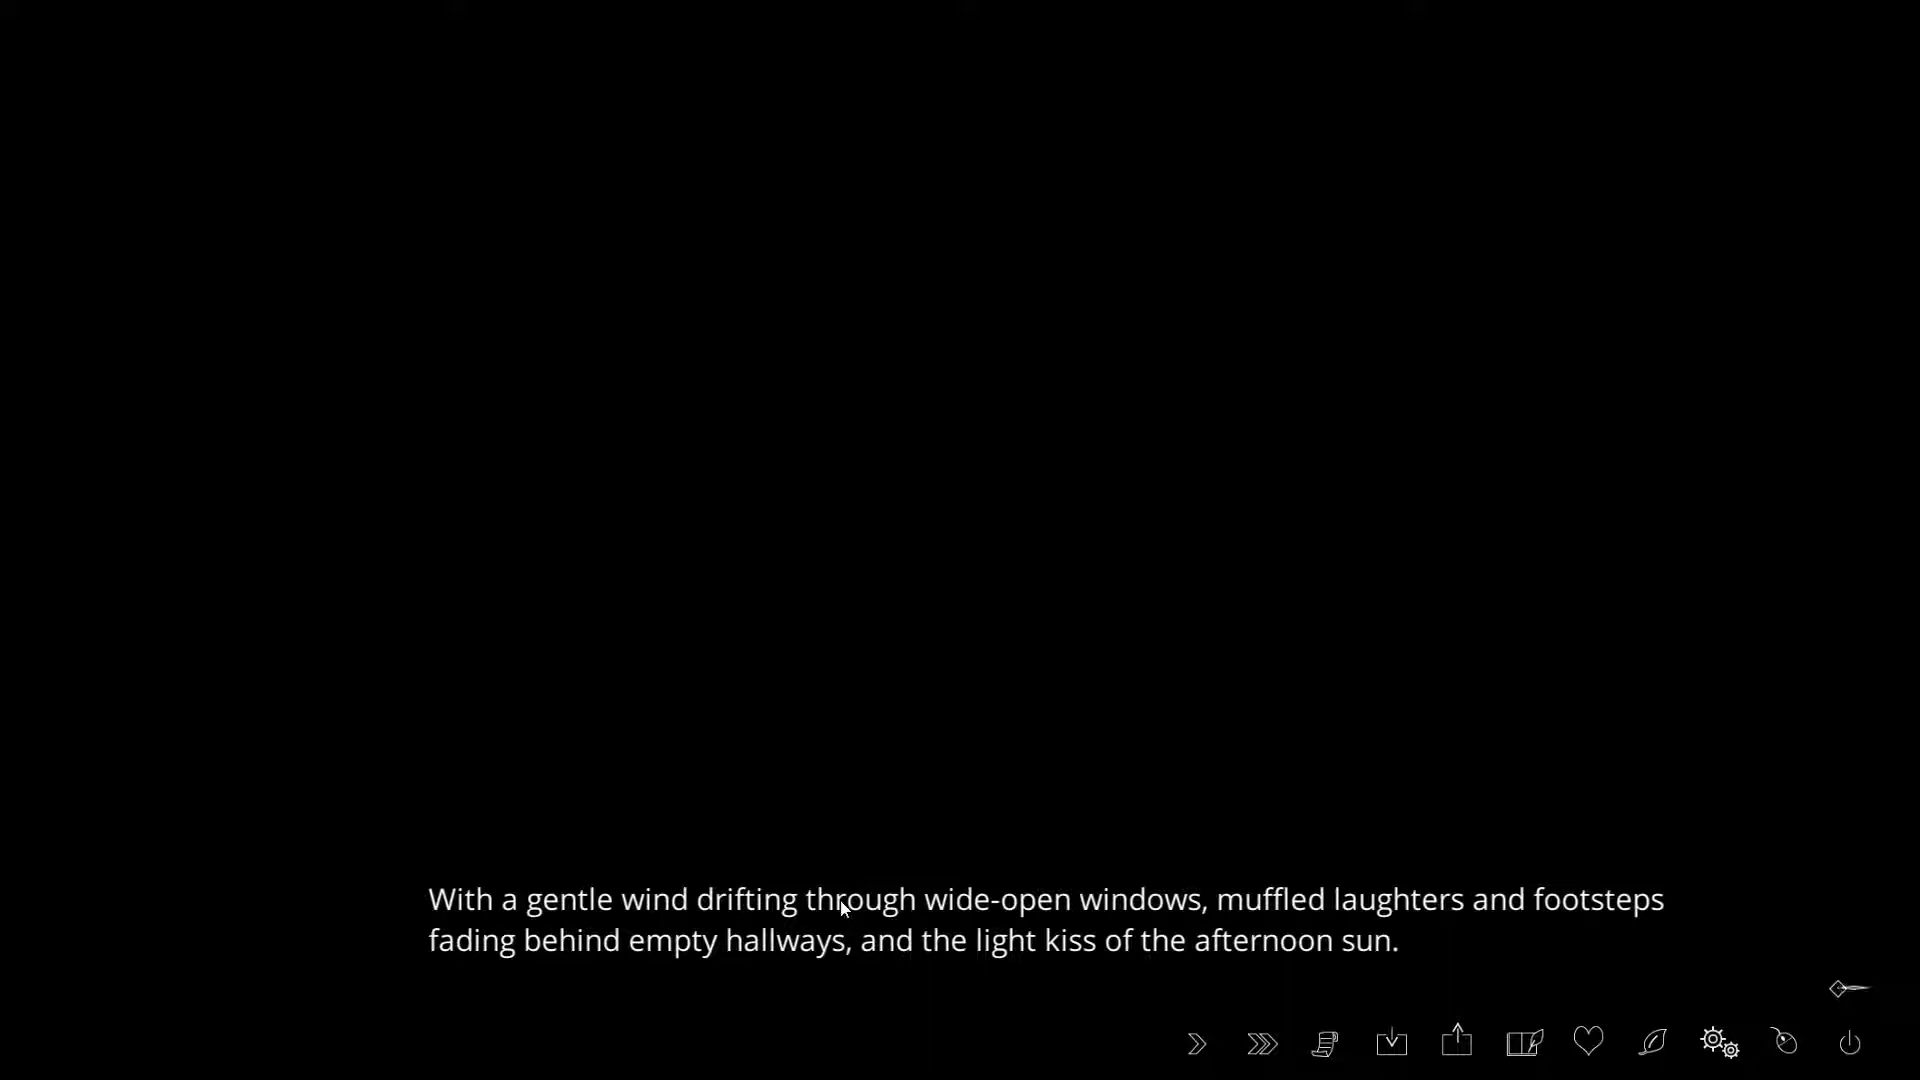 With a gentle wind drifting through wide-open windows, muffled laughters and footsteps
fading behind empty hallways, and the light kiss of the afternoon sun.